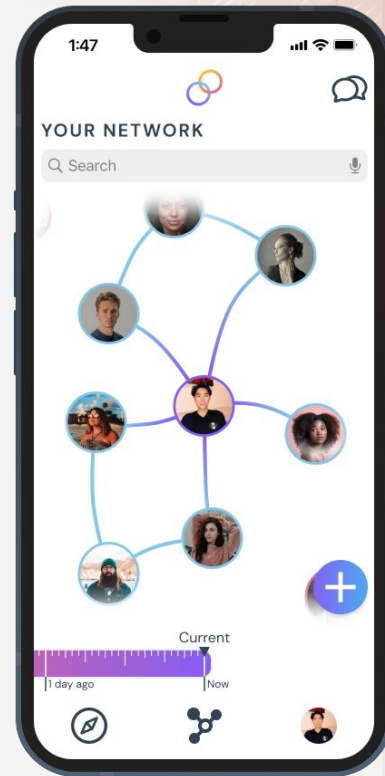 1:47
YOUR NETWORK
Search
Current
1 day ago
Now